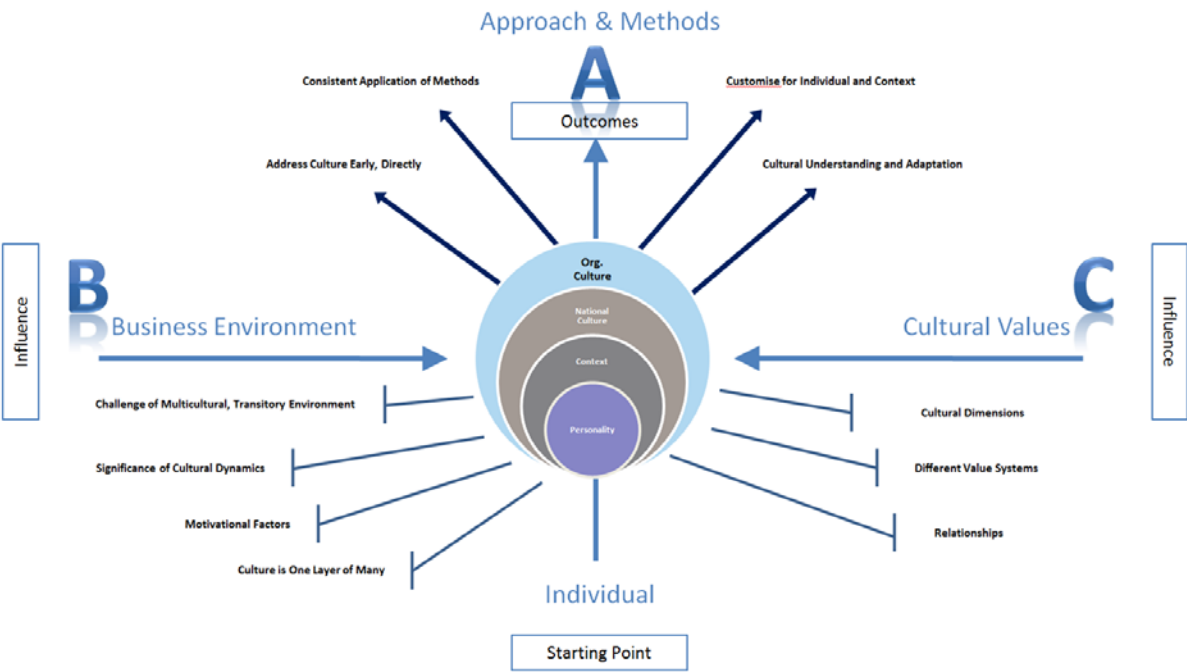 Approach & Methods
A
Consistent Application of Methods
Customise for Individual and Context
Outcomes
Address Culture Early, Directly
Cultural Understanding and Adaptation
Influence
B
Business Environment
Org.
Culture
National
Culture
Context
Personality
C
Cultural Values
Influence
Challenge of Multicultural, Transitory Environment
Significance of Cultural Dynamics
Motivational Factors
Culture is One Layer of Many
Cultural Dimensions
Different Value Systems
Relationships
Individual
Starting Point